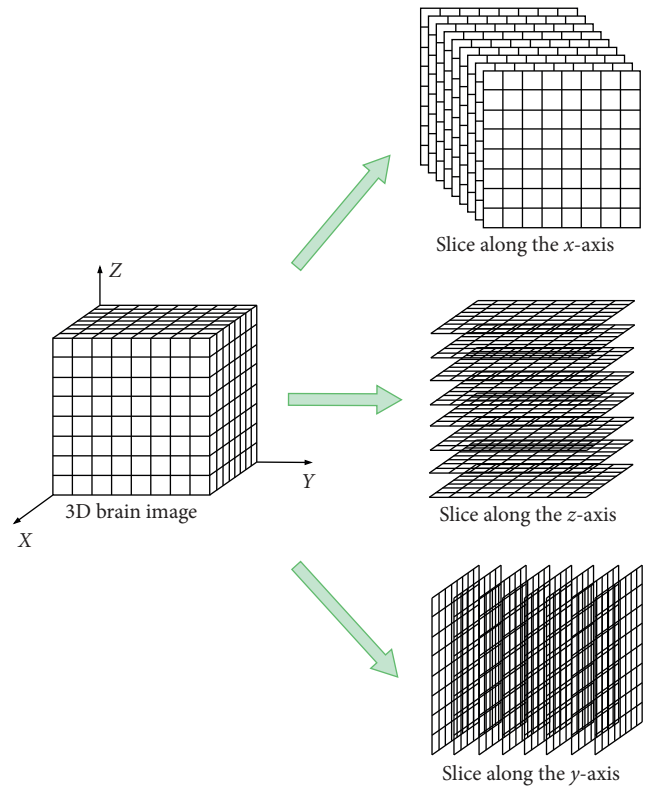 Slice along the x-axis
Z
Y
3D brain image
X
Slice along the z-axis
Slice along the y-axis